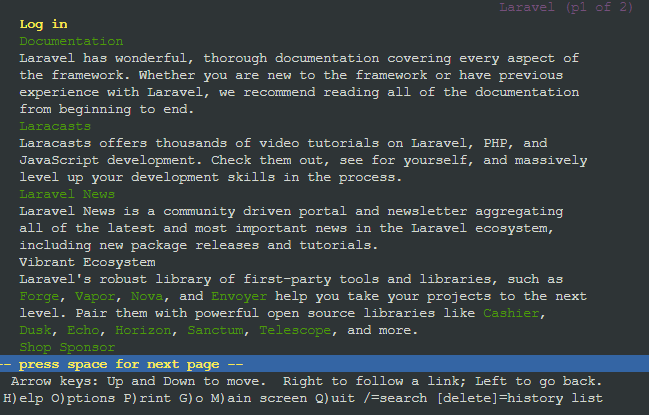 Laravel (p1 of 2)
Log in
Documentation
Laravel has wonderful, thorough documentation covering every aspect of
the framework. Whether you are new to the framework or have previous
experience with Laravel, we recommend reading all of the documentation
from beginning to end.
Laracasts
Laracasts offers thousands of video tutorials on Laravel, PHP, and
JavaScript development. Check them out, see for yourself, and massively
level up your development skills in the process.
Laravel News
Laravel News is a community driven portal and newsletter aggregating
all of the latest and most important news in the Laravel ecosystem,
including new package releases and tutorials.
Vibrant Ecosystem
Laravel's robust library of first-party tools and libraries, such as
Forge, Vapor, Nova, and Envoyer help you take your projects to the next
level. Pair them with powerful open source libraries like Cashier,
Dusk, Echo, Horizon, Sanctum, Telescope, and more.
Shop Sponsor
-- press space for next page --
Arrow keys: Up and Down to move.  Right to follow a link; Left to go back.
H)elp O)ptions P)rint G)o M)ain screen Q)uit /=search [delete]=history list